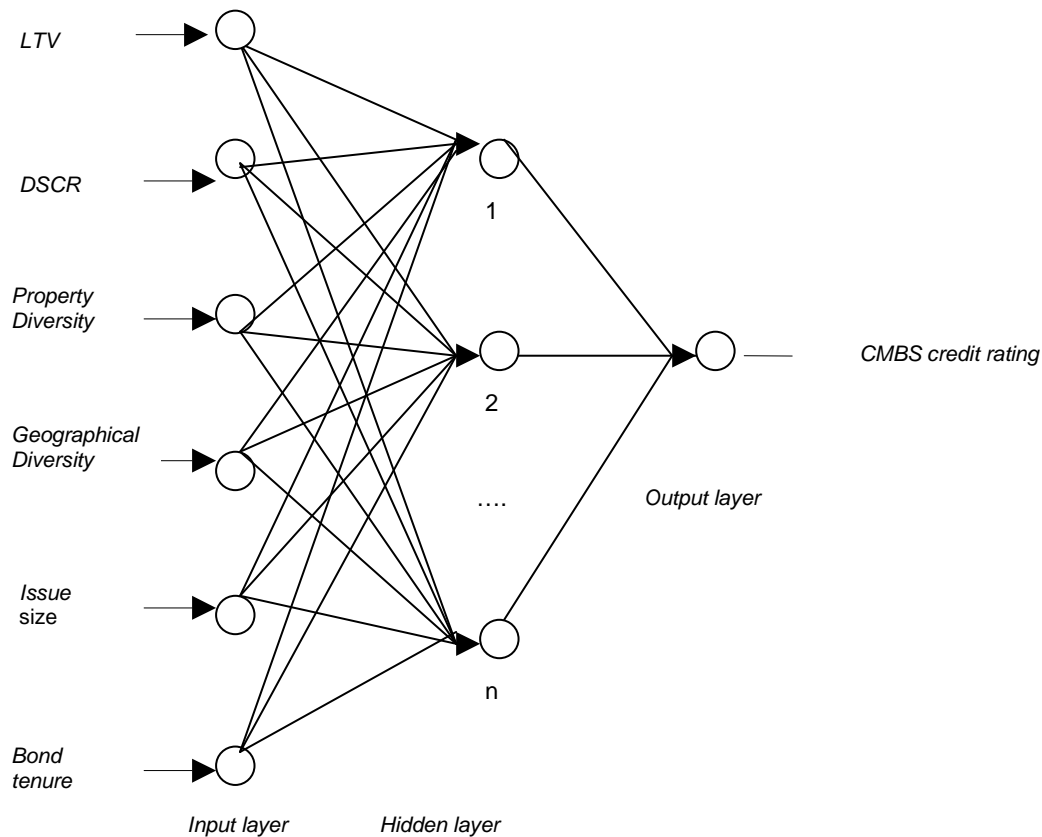 LTV
DSCR
1
Property
Diversity
2
CMBS credit rating
Geographical
Diversity
....
Output layer
Issue
size
n
Bond
tenure
Input layer
Hidden layer